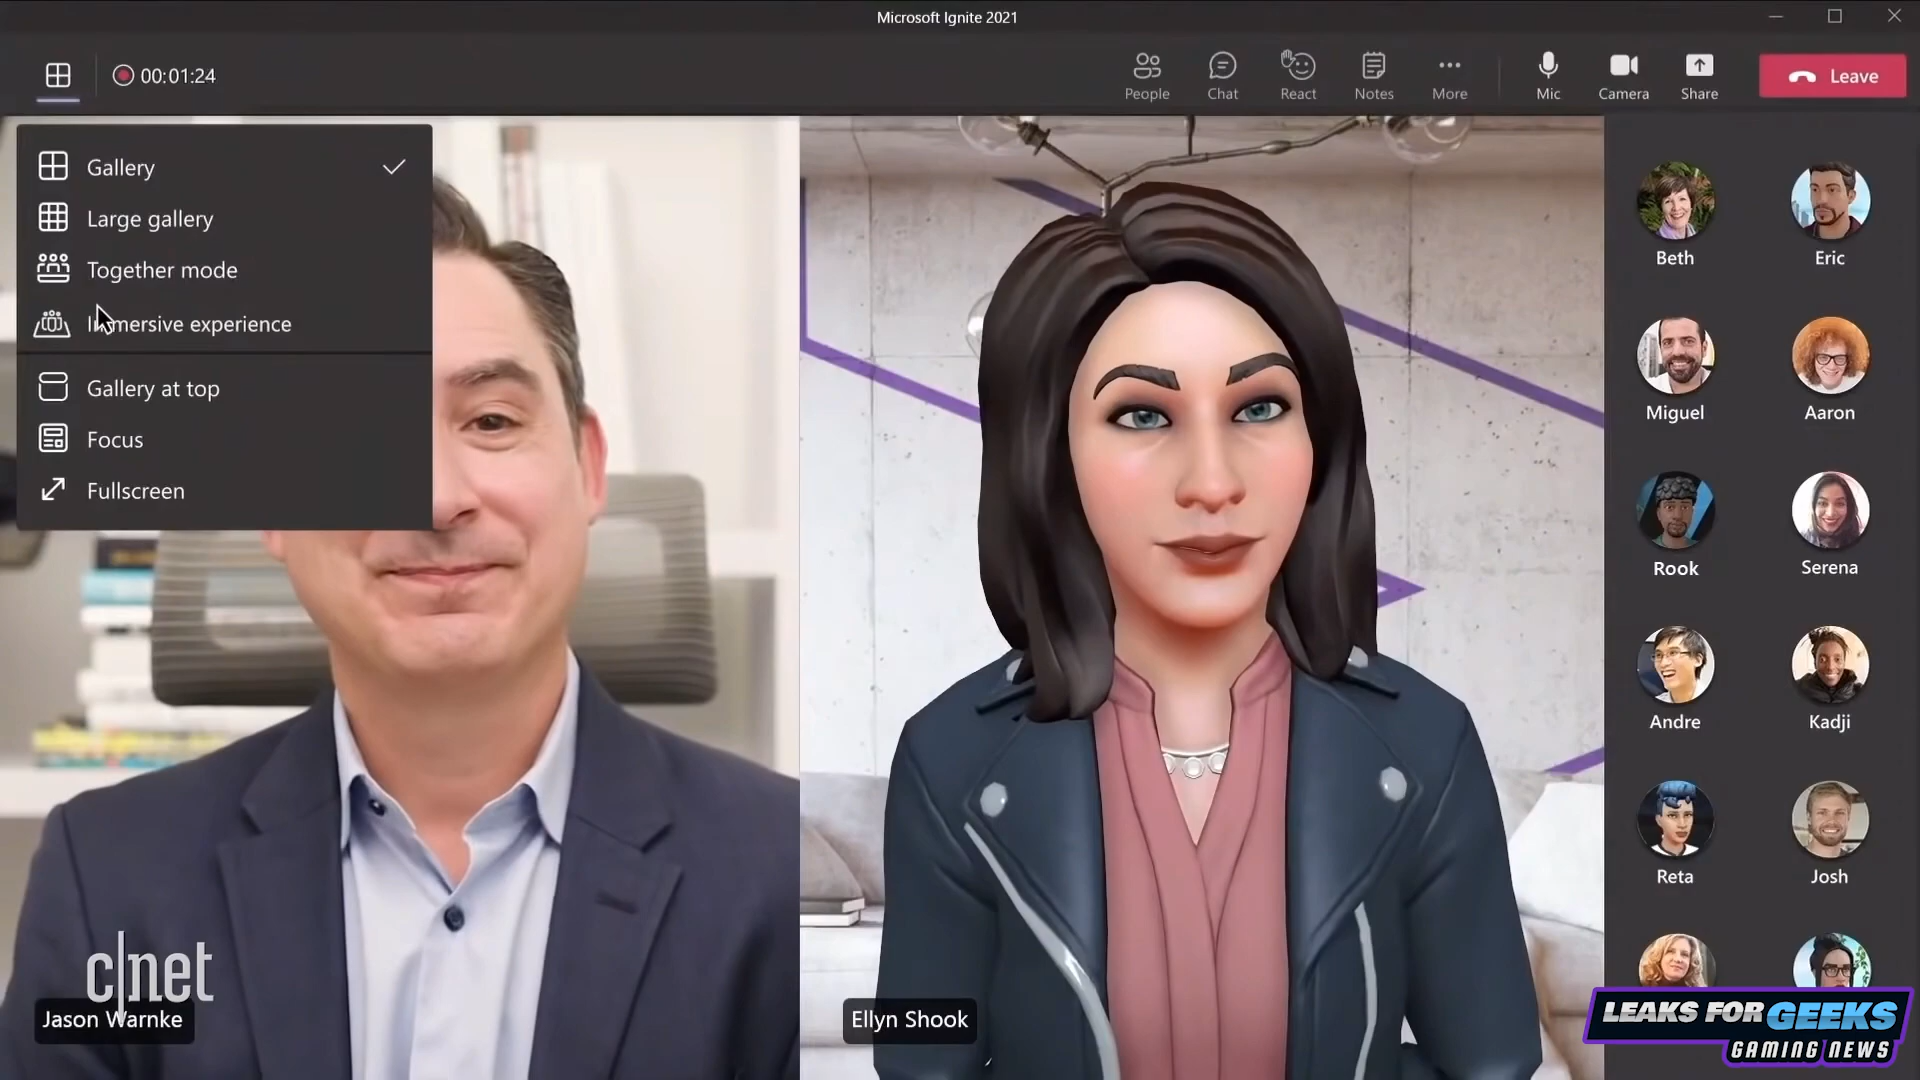 Microsoft Ignite 2021
00:01:24
People
Chat
React
Notes
More
Mic
Camera
Share
Leave
Gallery
Large gallery
Together mode
Immersive experience
Gallery at top
Focus
Fullscreen
Beth
Eric
Miguel
Aaron
Rook
Serena
Andre
Kadji
Reta
Josh
c|net
Jason Warnke
Ellyn Shook
LEAKS FOR GEEKS
GAMING NEWS